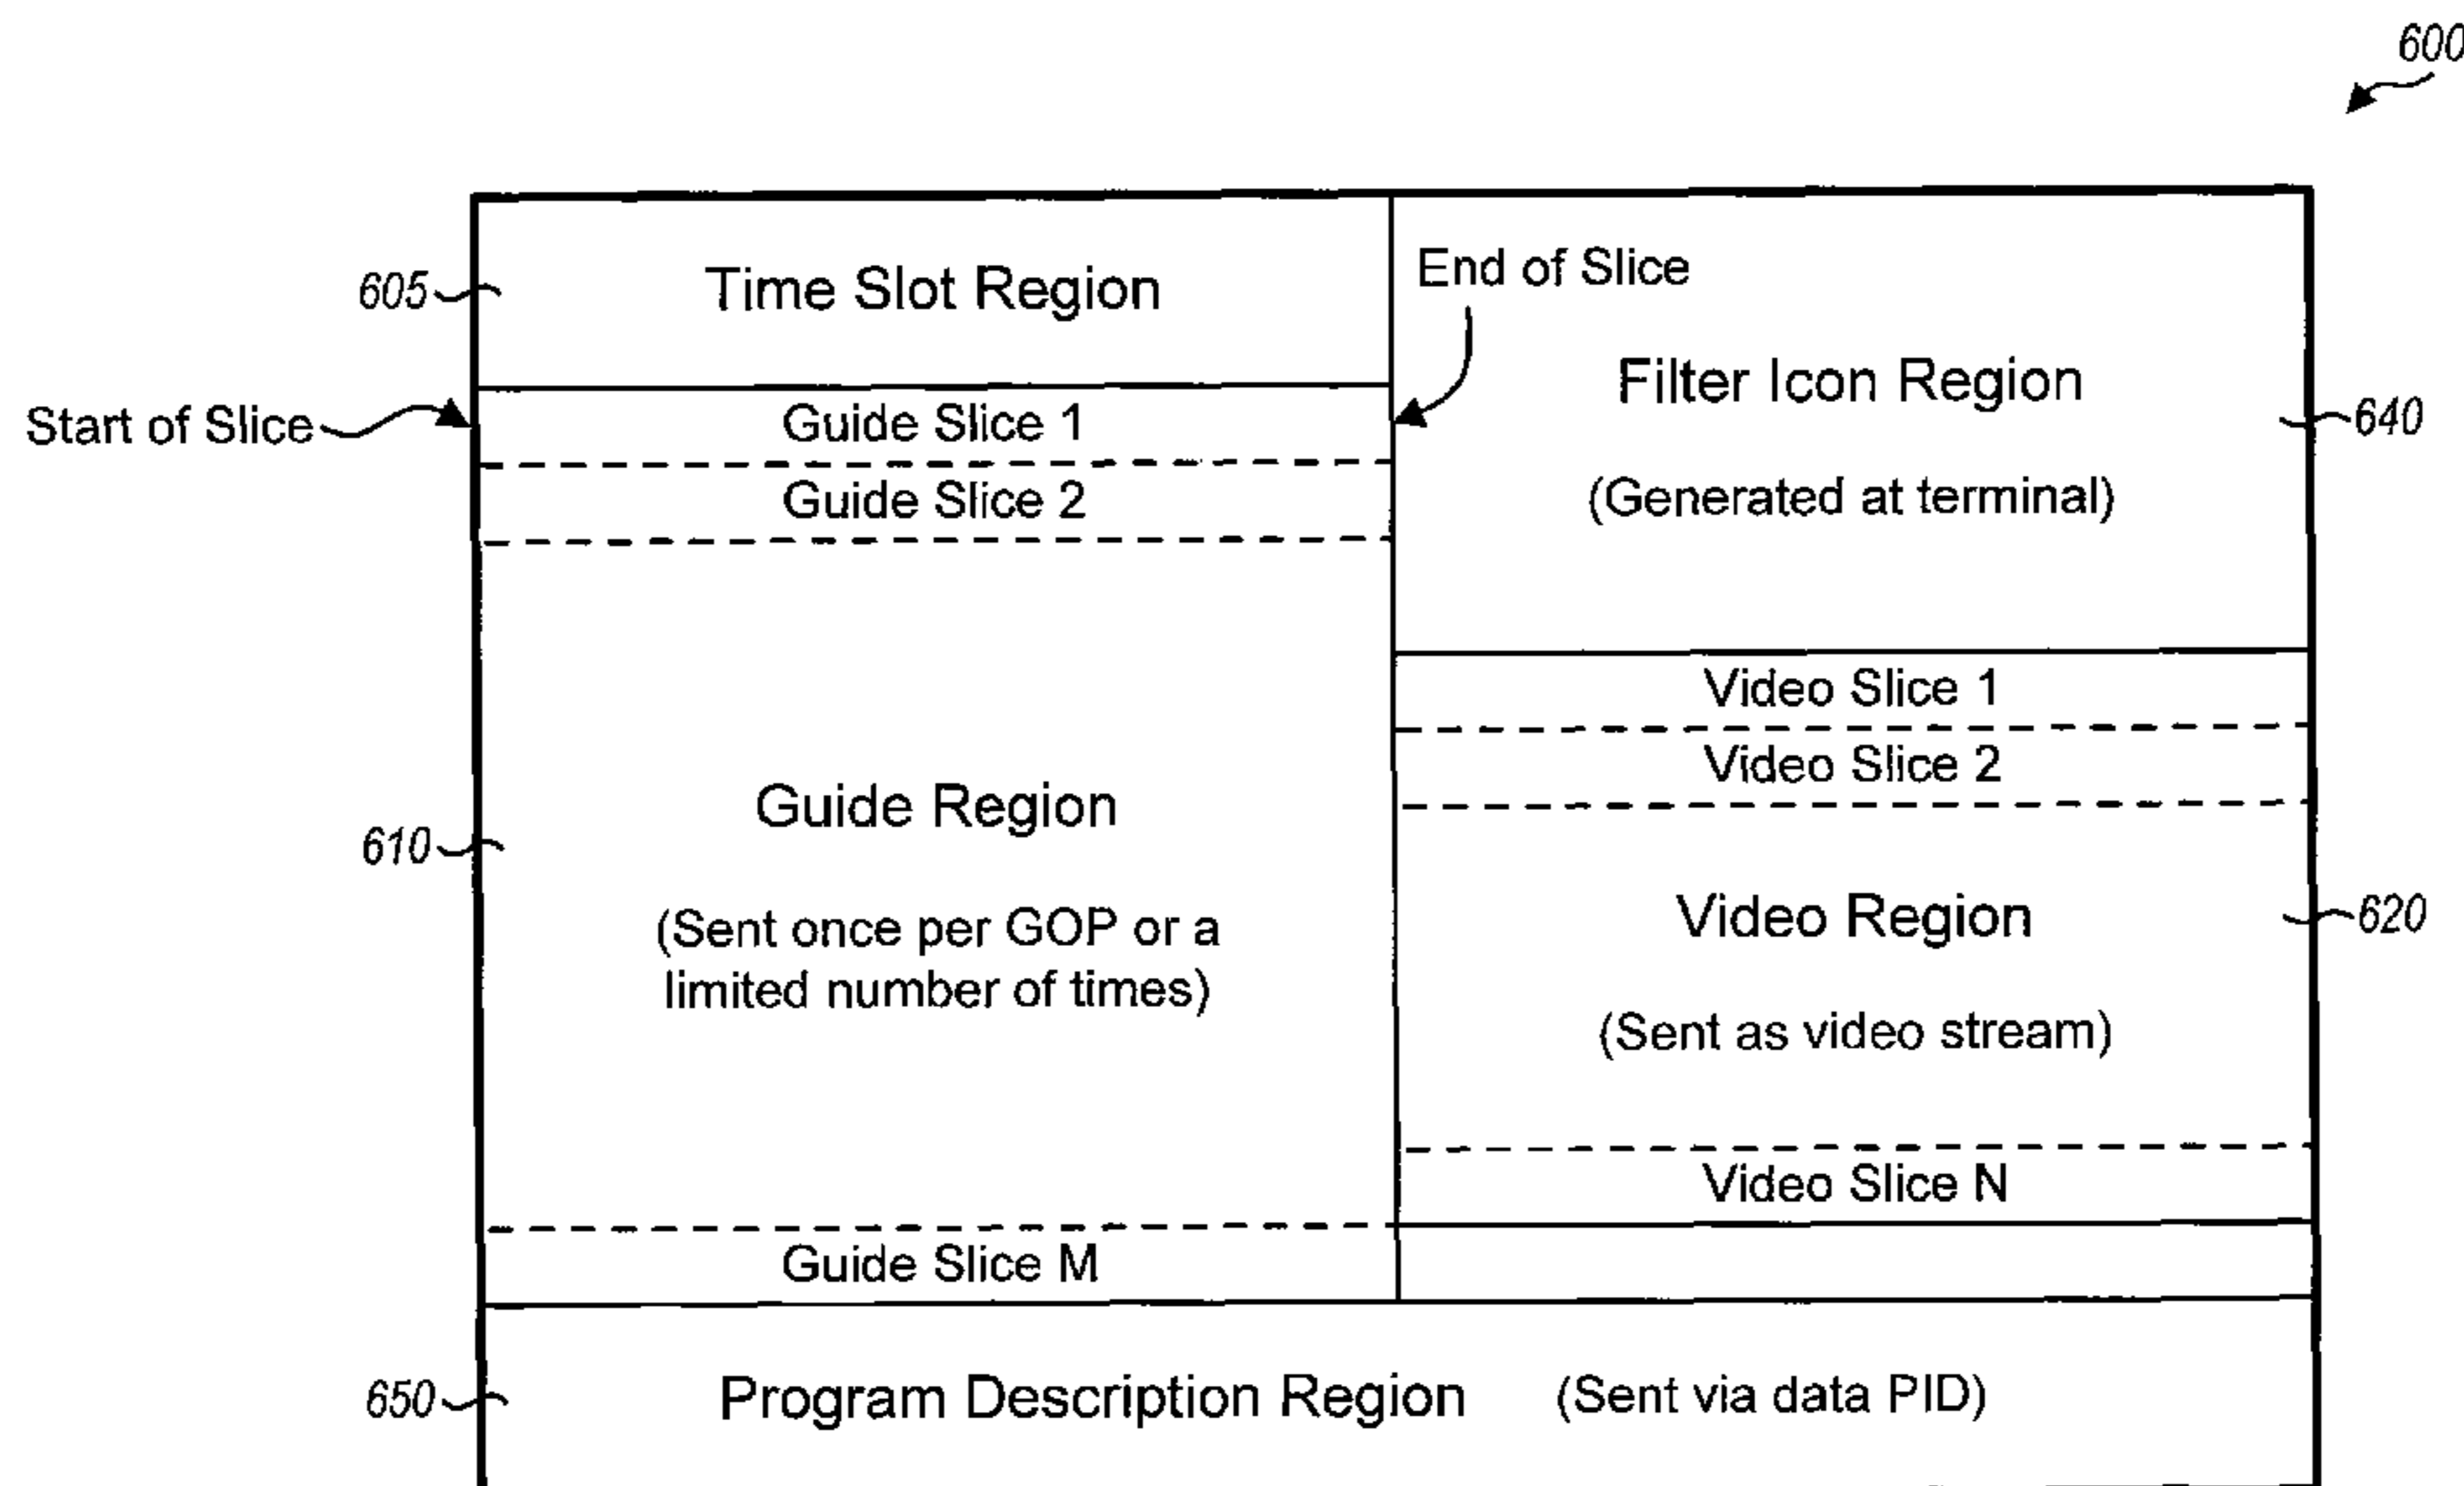 600
605
Time Slot Region
End of Slice
Filter Icon Region
(Generated at terminal)
640
Start of Slice
Guide Slice 1
Guide Slice 2
Video Slice 1
Video Slice 2
Guide Region
610
(Sent once per GOP or a
limited number of times)
Video Region
620
(Sent as video stream)
Video Slice N
Guide Slice M
650
Program Description Region
(Sent via data PID)